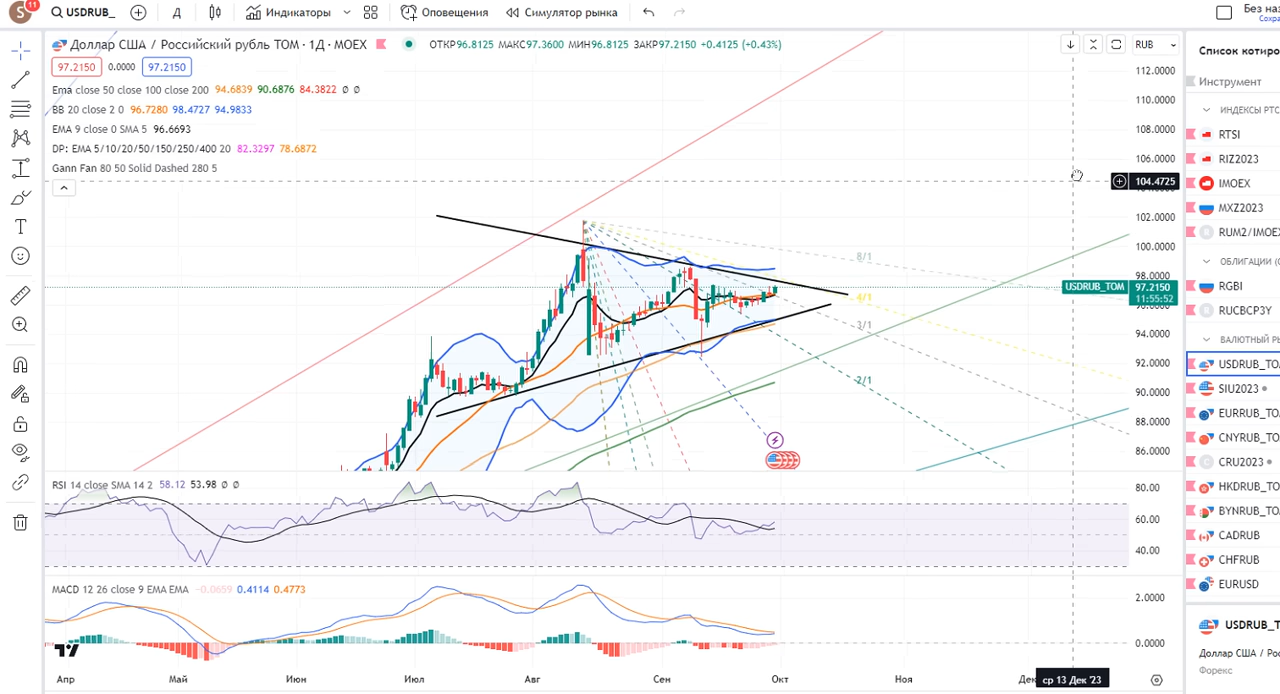 S 11 USDRUB_ Д Индикаторы Оповещения Симулятор рынка Без наз
Сохра
Доллар США / Российский рубль TOM · 1Д · MOEX ОТКР96.8125 МАКС97.3600 МИН96.8125 ЗАКР97.2150 +0.4125 (+0.43%) RUB
97.2150 0.0000 97.2150
Ema close 50 close 100 close 200 94.6839 90.6876 84.3822 Ø Ø
BB 20 close 2 0 96.7280 98.4727 94.9833
EMA 9 close 0 SMA 5 96.6693
DP: EMA 5/10/20/50/150/250/400 20 82.3297 78.6872
Gann Fan 80 50 Solid Dashed 280 5
112.0000
110.0000
108.0000
106.0000
104.4725
102.0000
100.0000
98.0000
USDRUB_TOM 97.2150
11:55:52
94.0000
92.0000
90.0000
88.0000
86.0000
8/1
4/1
3/1
2/1
RSI 14 close SMA 14 2 58.12 53.98 Ø Ø
80.00
60.00
40.00
MACD 12 26 close 9 EMA EMA -0.0659 0.4114 0.4773
2.0000
0.0000
Апр Май Июн Июл Авг Сен Окт Ноя Дек ср 13 Дек '23
Список котиро
Инструмент
ИНДЕКСЫ РТС
RTSI
RIZ2023
IMOEX
MXZ2023
RUM2/IMOEX
ОБЛИГАЦИИ (О
RGBI
RUCBCP3Y
ВАЛЮТНЫЙ РЫ
USDRUB_TO
SIU2023
EURRUB_TO
CNYRUB_TO
CRU2023
HKDRUB_TO
BYNRUB_TO
CADRUB
CHFRUB
EURUSD
USDRUB_T
Доллар США / Рос
Форекс